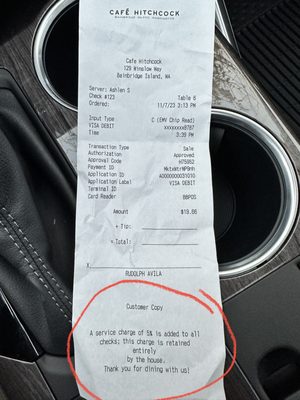 CAFÉ HITCHCOCK
Cafe Hitchcock
129 Winslow Way
Bainbridge Island, WA
Server: Ashlen S
Check #123
Table 6
Ordered:
11/7/23 3:13 PM
Input Type
C (EMV Chip Read)
VISA DEBIT
xxxxxxxx8787
Time
3:39 PM
Transaction Type
Sale
Authorization
Approved
Approval Code
Payment ID
Application ID
A0000000031010
Application Label
VISA DEBIT
Terminal ID
Card Reader
BBPOS
Amount
$19.66
+ Tip:
= Total:
X
RUDOLPH AVILA
Customer Copy
A service charge of 5% is added to all
checks; this charge is retained
entirely
by the house.
Thank you for dining with us!